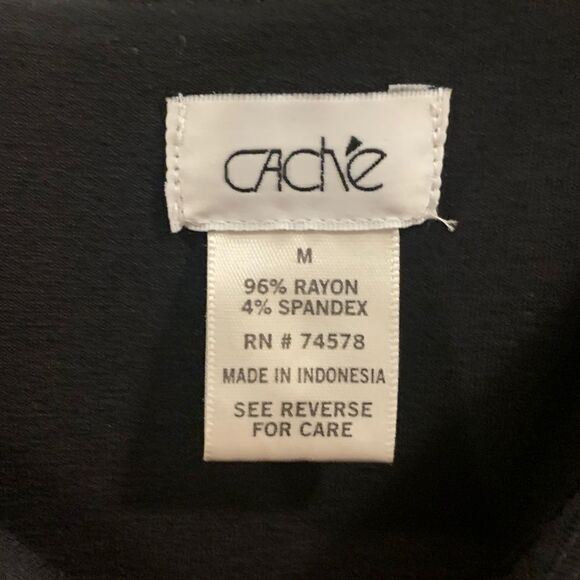 CAché
M
96% RAYON
4% SPANDEX
RN # 74578
MADE IN INDONESIA
SEE REVERSE
FOR CARE